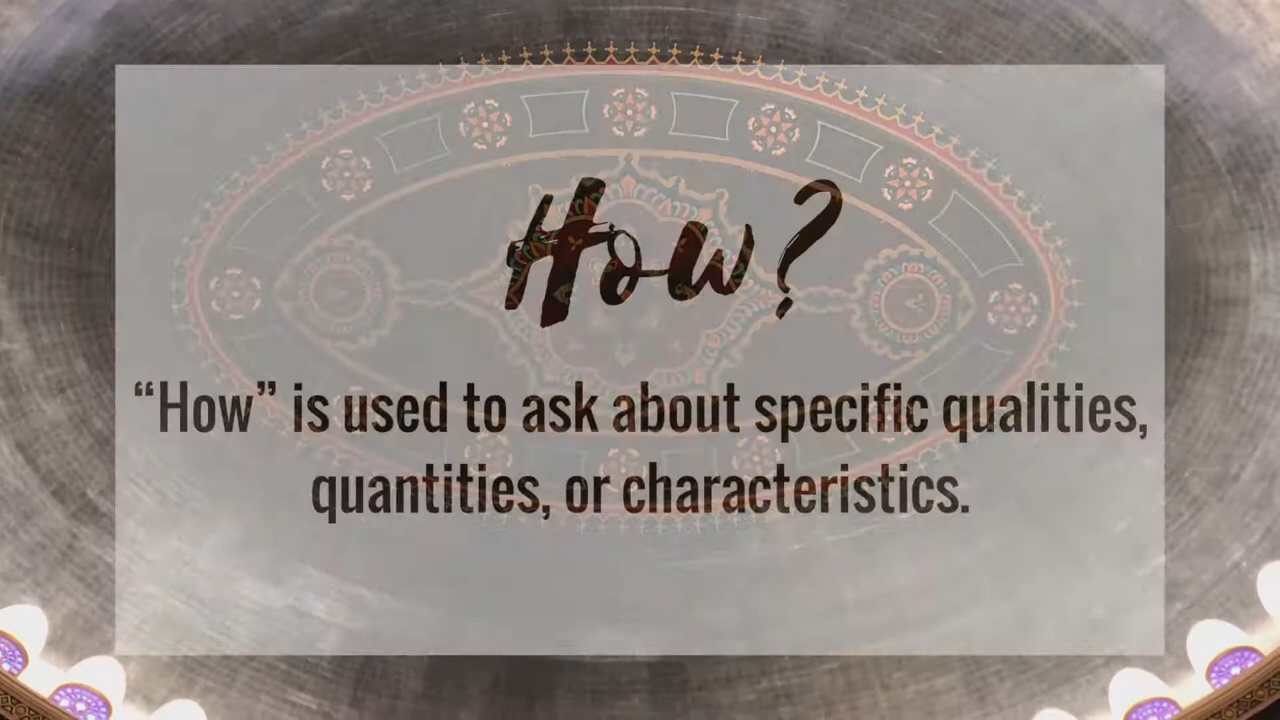 How?
“How” is used to ask about specific qualities,
quantities, or characteristics.